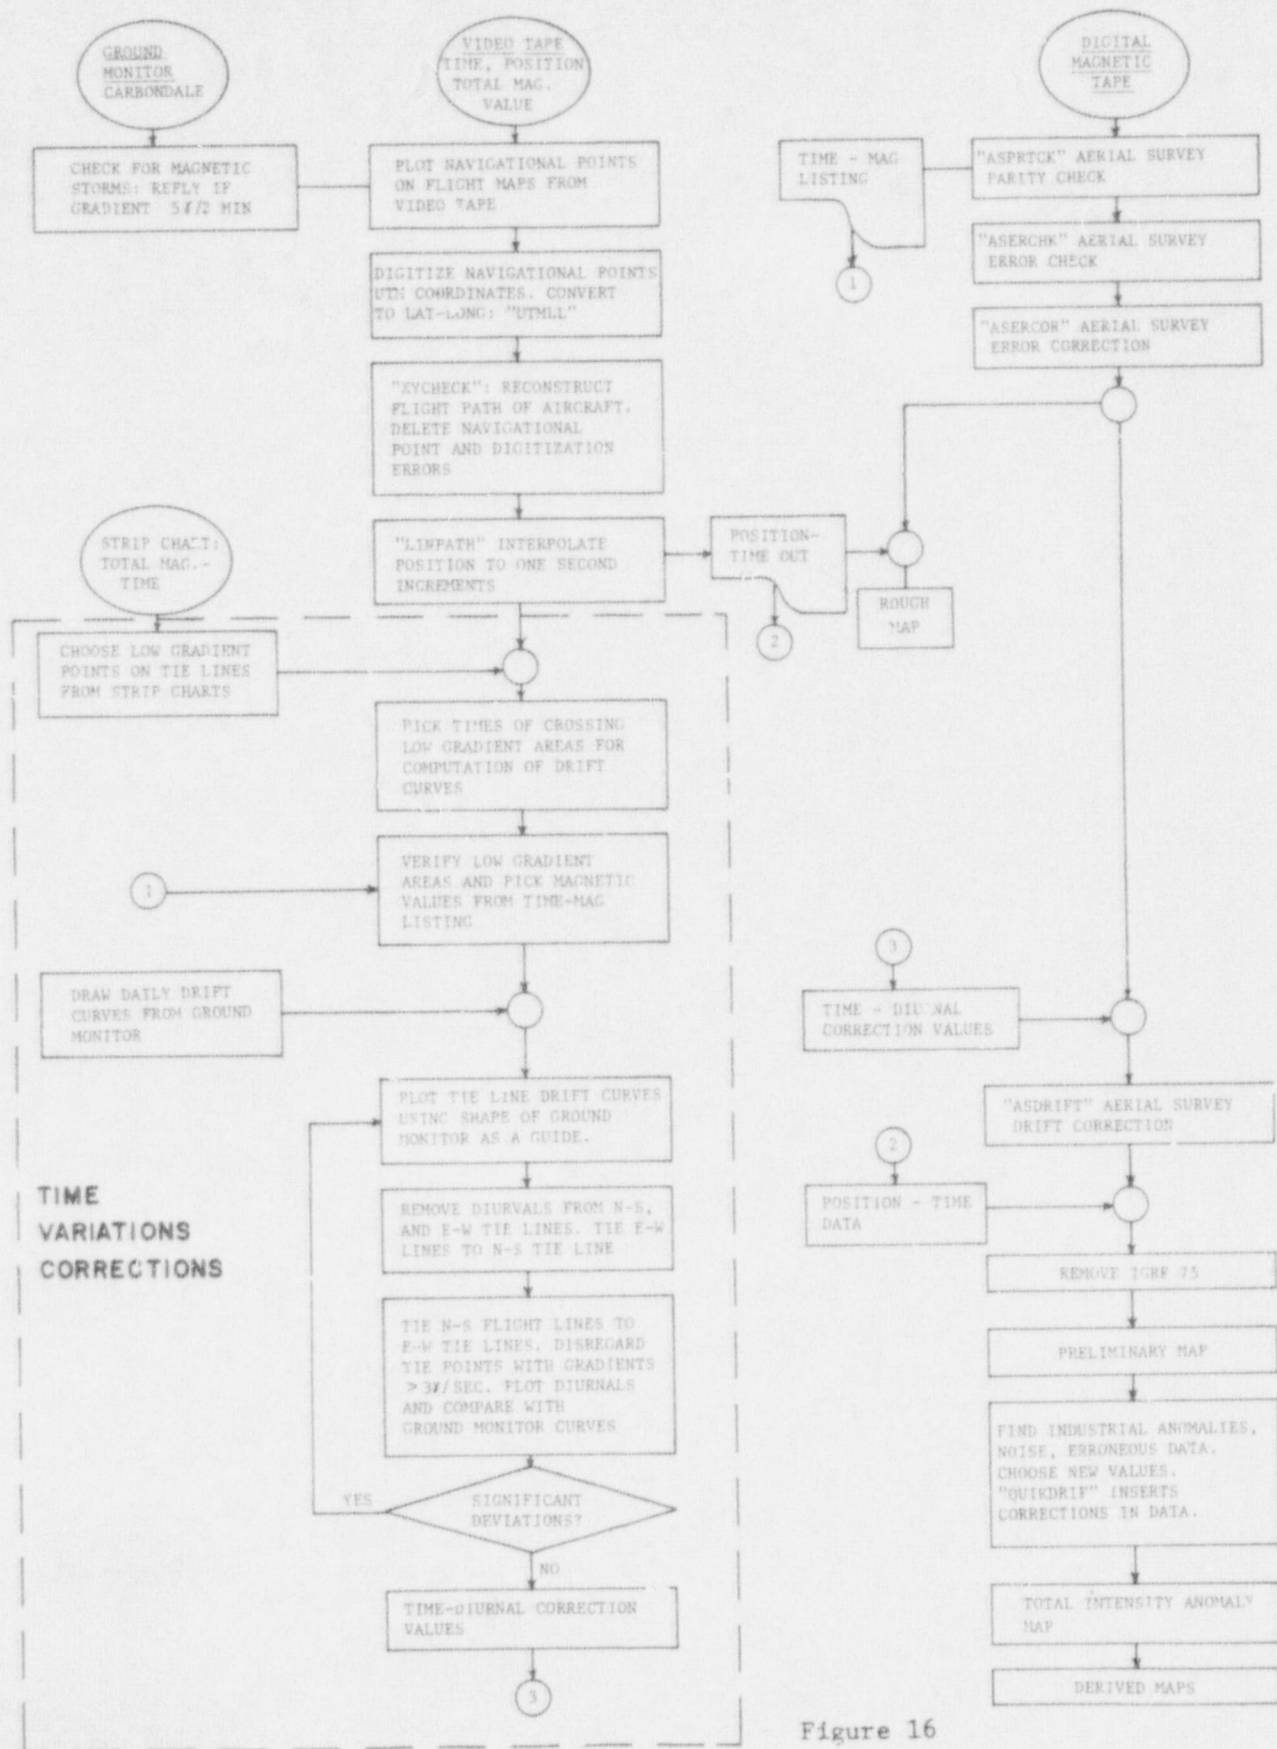 GROUND
MONITOR
CARBONDALE
CHECK FOR MAGNETIC
STORMS: REFLY IF
GRADIENT 5γ/2 MIN
VIDEO TAPE
TIME, POSITION
TOTAL MAG.
VALUE
PLOT NAVIGATIONAL POINTS
ON FLIGHT MAPS FROM
VIDEO TAPE
DIGITIZE NAVIGATIONAL POINTS
UTM COORDINATES. CONVERT
TO LAT-LONG: "UTMLL"
"XYCHECK": RECONSTRUCT
FLIGHT PATH OF AIRCRAFT.
DELETE NAVIGATIONAL
POINT AND DIGITIZATION
ERRORS
"LINPATH" INTERPOLATE
POSITION TO ONE SECOND
INCREMENTS
POSITION-
TIME OUT
2
ROUGH
MAP
DIGITAL
MAGNETIC
TAPE
TIME - MAG
LISTING
1
"ASPRTCK" AERIAL SURVEY
PARITY CHECK
"ASERCHK" AERIAL SURVEY
ERROR CHECK
"ASERCOR" AERIAL SURVEY
ERROR CORRECTION
STRIP CHART:
TOTAL MAG.-
TIME
CHOOSE LOW GRADIENT
POINTS ON TIE LINES
FROM STRIP CHARTS
PICK TIMES OF CROSSING
LOW GRADIENT AREAS FOR
COMPUTATION OF DRIFT
CURVES
1
VERIFY LOW GRADIENT
AREAS AND PICK MAGNETIC
VALUES FROM TIME-MAG
LISTING
DRAW DAILY DRIFT
CURVES FROM GROUND
MONITOR
PLOT TIE LINE DRIFT CURVES
USING SHAPE OF GROUND
MONITOR AS A GUIDE.
REMOVE DIURVALS FROM N-S,
AND E-W TIE LINES. TIE E-W
LINES TO N-S TIE LINE
TIE N-S FLIGHT LINES TO
E-W TIE LINES. DISREGARD
TIE POINTS WITH GRADIENTS
> 3γ/SEC. PLOT DIURNALS
AND COMPARE WITH
GROUND MONITOR CURVES
YES
SIGNIFICANT
DEVIATIONS?
NO
TIME-DIURNAL CORRECTION
VALUES
3
TIME
VARIATIONS
CORRECTIONS
3
TIME - DIURNAL
CORRECTION VALUES
"ASDRIFT" AERIAL SURVEY
DRIFT CORRECTION
2
POSITION - TIME
DATA
REMOVE IGRF 75
PRELIMINARY MAP
FIND INDUSTRIAL ANOMALIES,
NOISE, ERRONEOUS DATA.
CHOOSE NEW VALUES.
"QUIKDRIF" INSERTS
CORRECTIONS IN DATA.
TOTAL INTENSITY ANOMALY
MAP
DERIVED MAPS
Figure 16